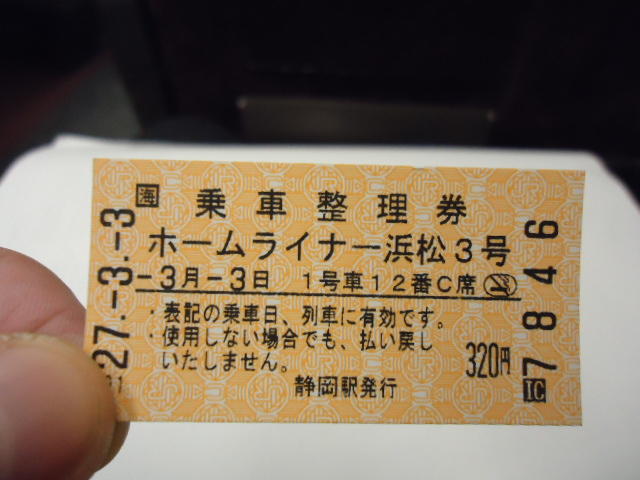 海 乗車整理券
ホームライナー浜松3号
-3月-3日 1号車12番C席
・表記の乗車日、列車に有効です。
・使用しない場合でも、払い戻し
いたしません。
320円
静岡駅発行
27.-3.-3
IC 7846